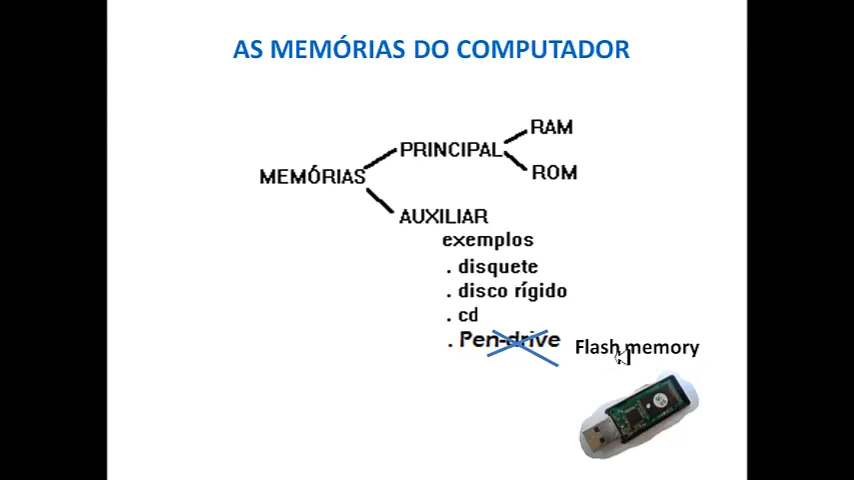 AS MEMÓRIAS DO COMPUTADOR
RAM
PRINCIPAL
ROM
MEMÓRIAS
AUXILIAR
exemplos
. disquete
. disco rígido
. cd
. Pen-drive
Flash memory